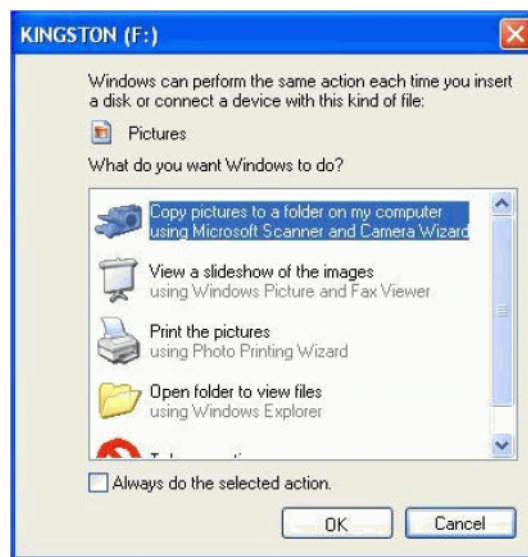 KINGSTON (F:)
Windows can perform the same action each time you insert
a disk or connect a device with this kind of file:
Pictures
What do you want Windows to do?
Copy pictures to a folder on my computer
using Microsoft Scanner and Camera Wizard
View a slideshow of the images
using Windows Picture and Fax Viewer
Print the pictures
using Photo Printing Wizard
Open folder to view files
using Windows Explorer
Always do the selected action.
OK
Cancel